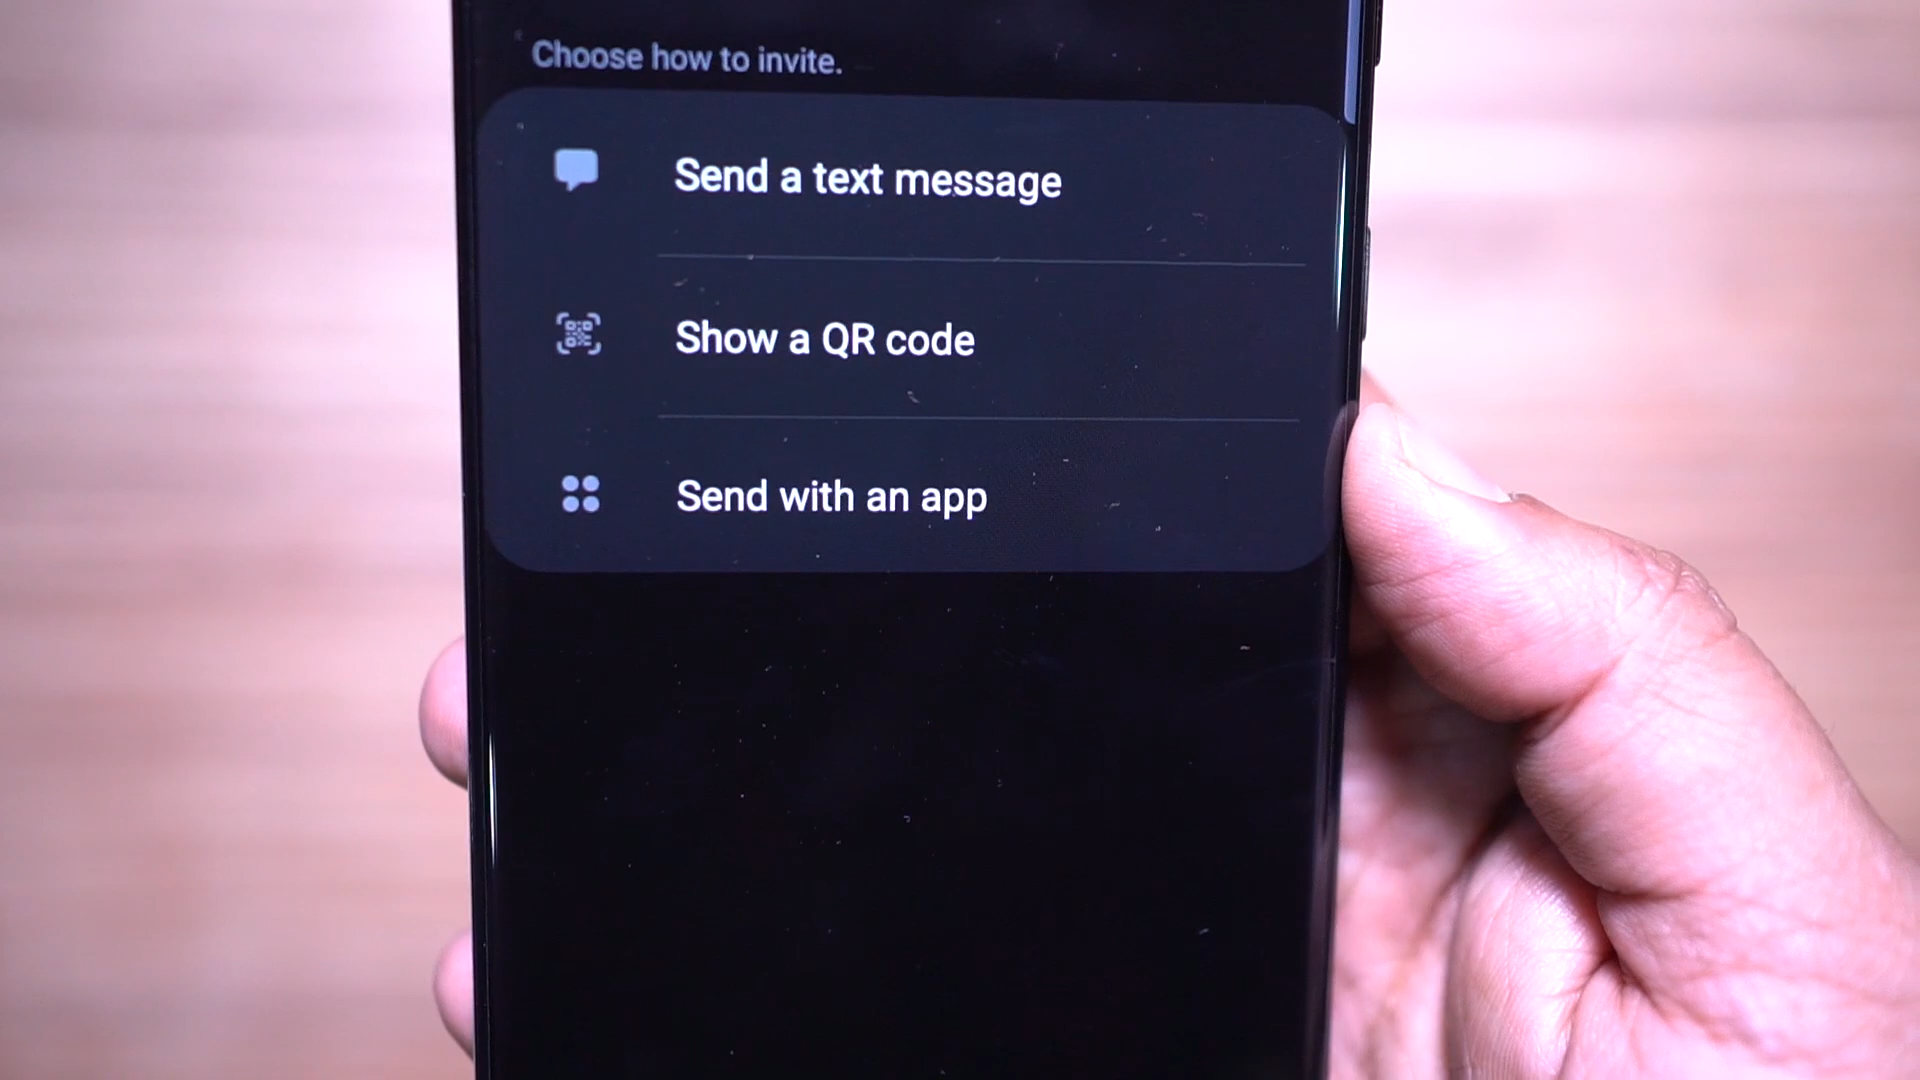 Choose how to invite.
Send a text message
Show a QR code
Send with an app